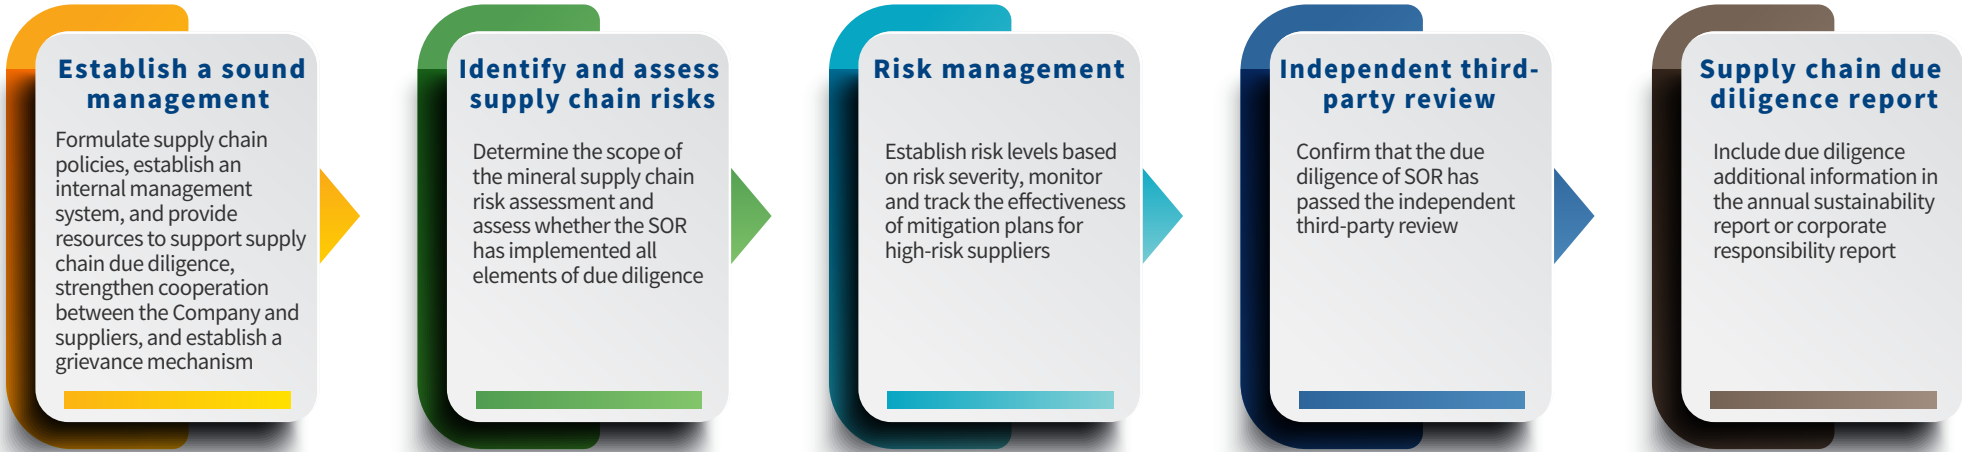 Establish a sound
management
Formulate supply chain
policies, establish an
internal management
system, and provide
resources to support supply
chain due diligence,
strengthen cooperation
between the Company and
suppliers, and establish a
grievance mechanism
Identify and assess
supply chain risks
Determine the scope of
the mineral supply chain
risk assessment and
assess whether the SOR
has implemented all
elements of due diligence
Risk management
Establish risk levels based
on risk severity, monitor
and track the effectiveness
of mitigation plans for
high-risk suppliers
Independent third-
party review
Confirm that the due
diligence of SOR has
passed the independent
third-party review
Supply chain due
diligence report
Include due diligence
additional information in
the annual sustainability
report or corporate
responsibility report